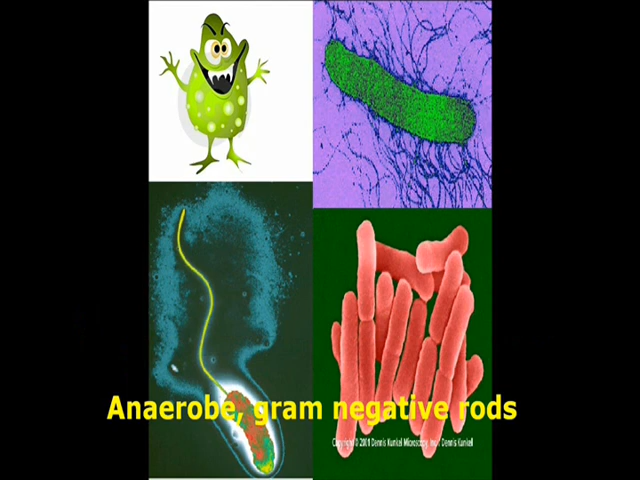 Anaerobe, gram negative rods
Copyright © 2001 Dennis Kunkel Microscopy, Inc. / Dennis Kunkel